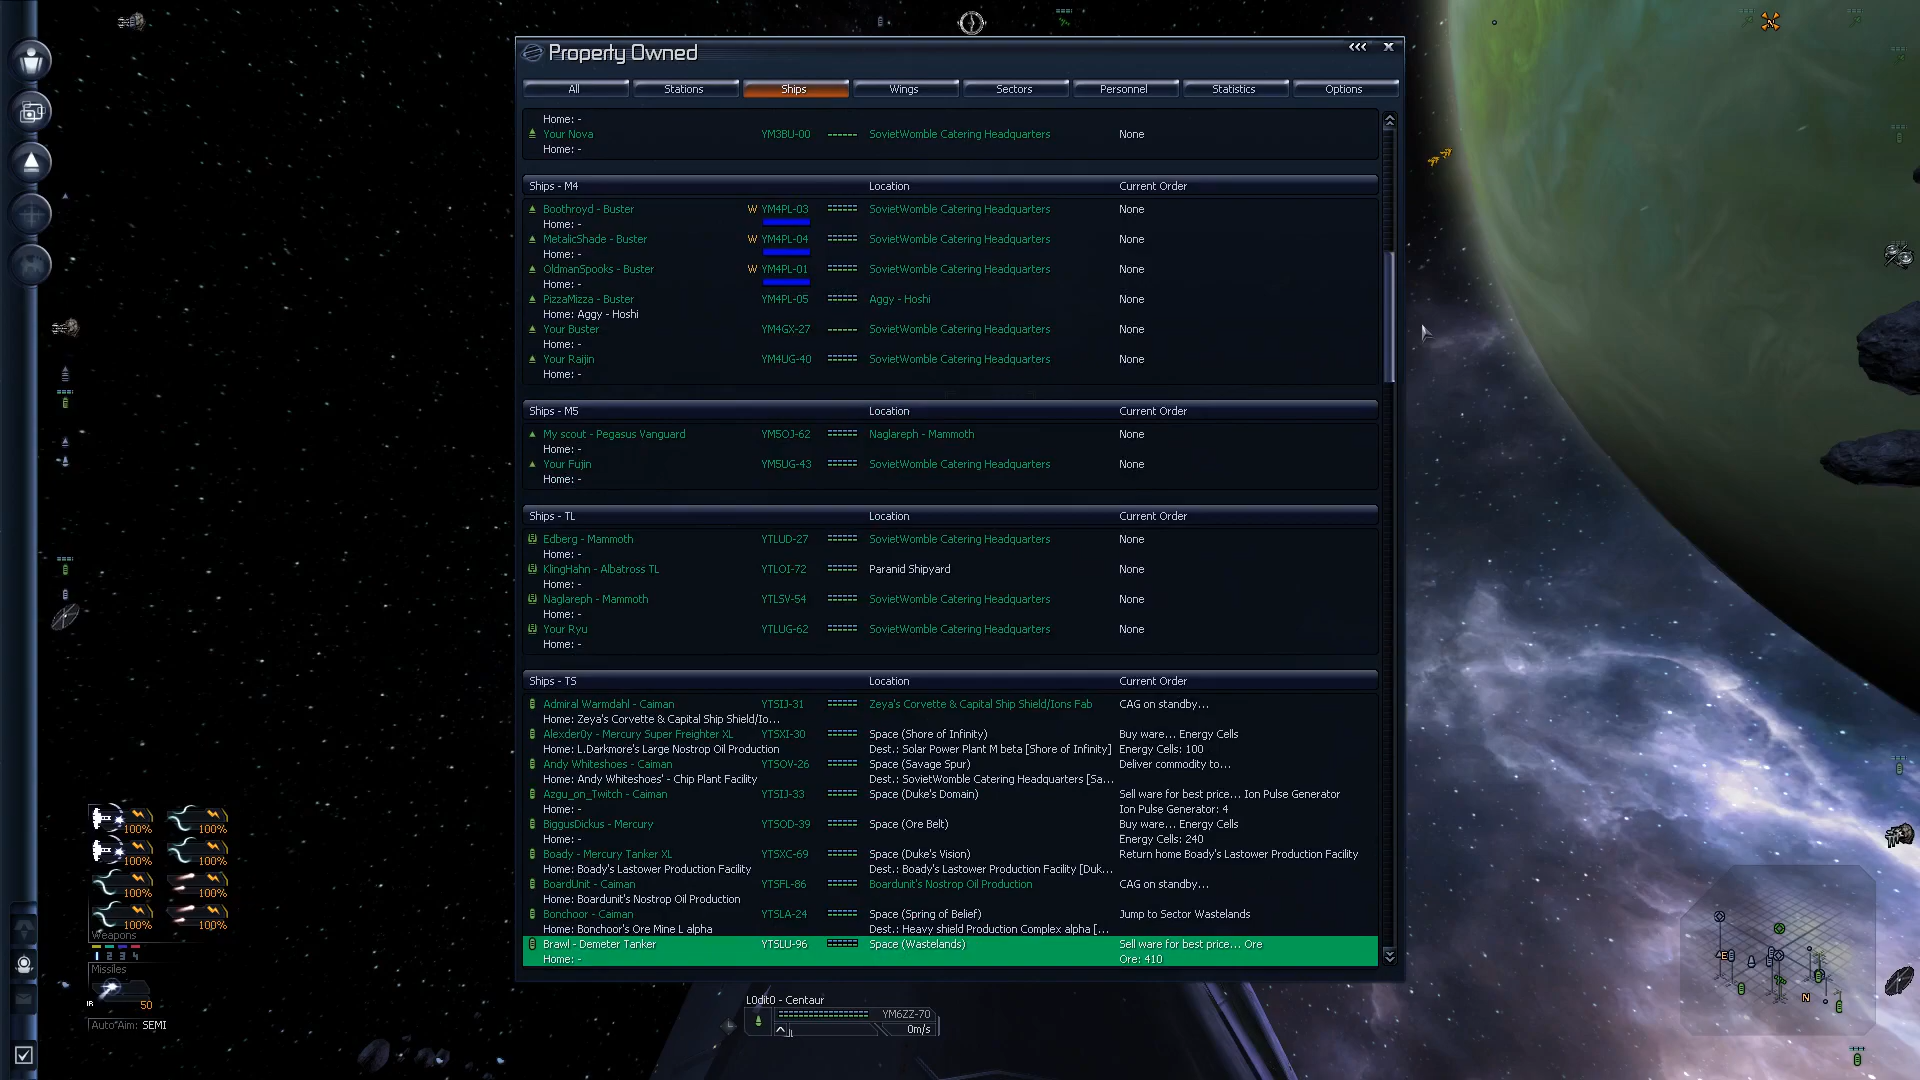 Property Owned
All Stations Ships Wings Sectors Personnel Statistics Options
Home: -
Your Nova YM3BU-00 SovietWomble Catering Headquarters None
Home: -
Ships - M4 Location Current Order
Boothroyd - Buster W YM4PL-03 SovietWomble Catering Headquarters None
Home: -
MetalicShade - Buster W YM4PL-04 SovietWomble Catering Headquarters None
Home: -
OldmanSpooks - Buster W YM4PL-01 SovietWomble Catering Headquarters None
Home: -
PizzaMizza - Buster YM4PL-05 Aggy - Hoshi None
Home: Aggy - Hoshi
Your Buster YM4GX-27 SovietWomble Catering Headquarters None
Home: -
Your Raijin YM4UG-40 SovietWomble Catering Headquarters None
Home: -
Ships - M5 Location Current Order
My scout - Pegasus Vanguard YM5OJ-62 Naglareph - Mammoth None
Home: -
Your Fujin YM5UG-43 SovietWomble Catering Headquarters None
Home: -
Ships - TL Location Current Order
Edberg - Mammoth YTLUD-27 SovietWomble Catering Headquarters None
Home: -
KlingHahn - Albatross TL YTLOI-72 Paranid Shipyard None
Home: -
Naglareph - Mammoth YTLSV-54 SovietWomble Catering Headquarters None
Home: -
Your Ryu YTLUG-62 SovietWomble Catering Headquarters None
Home: -
Ships - TS Location Current Order
Admiral Warmdahl - Caiman YTSIJ-31 Zeya's Corvette & Capital Ship Shield/Ions Fab CAG on standby...
Home: Zeya's Corvette & Capital Ship Shield/Io...
Alexder0y - Mercury Super Freighter XL YTSXI-30 Space (Shore of Infinity) Buy ware... Energy Cells
Home: L.Darkmore's Large Nostrop Oil Production Dest.: Solar Power Plant M beta [Shore of Infinity] Energy Cells: 100
Andy Whiteshoes - Caiman YTSOV-26 Space (Savage Spur) Deliver commodity to...
Home: Andy Whiteshoes' - Chip Plant Facility Dest.: SovietWomble Catering Headquarters [Sa...
Azgu_on_Twitch - Caiman YTSIJ-33 Space (Duke's Domain) Sell ware for best price... Ion Pulse Generator
Home: - Ion Pulse Generator: 4
BiggusDickus - Mercury YTSOD-39 Space (Ore Belt) Buy ware... Energy Cells
Home: - Energy Cells: 240
Boady - Mercury Tanker XL YTSXC-69 Space (Duke's Vision) Return home Boady's Lastower Production Facility
Home: Boady's Lastower Production Facility Dest.: Boady's Lastower Production Facility [Duk...
BoardUnit - Caiman YTSFL-86 Boardunit's Nostrop Oil Production CAG on standby...
Home: Boardunit's Nostrop Oil Production
Bonchoor - Caiman YTSLA-24 Space (Spring of Belief) Jump to Sector Wastelands
Home: Bonchoor's Ore Mine L alpha Dest.: Heavy shield Production Complex alpha [...
Brawl - Demeter Tanker YTSLU-96 Space (Wastelands) Sell ware for best price... Ore
Home: - Ore: 410
100% 100%
100% 100%
100% 100%
100% 100%
Weapons
1 2 3 4
Missiles
IR 50
Auto*Aim: SEMI
L0dit0 - Centaur
YM6ZZ-70
0m/s
N
E
N